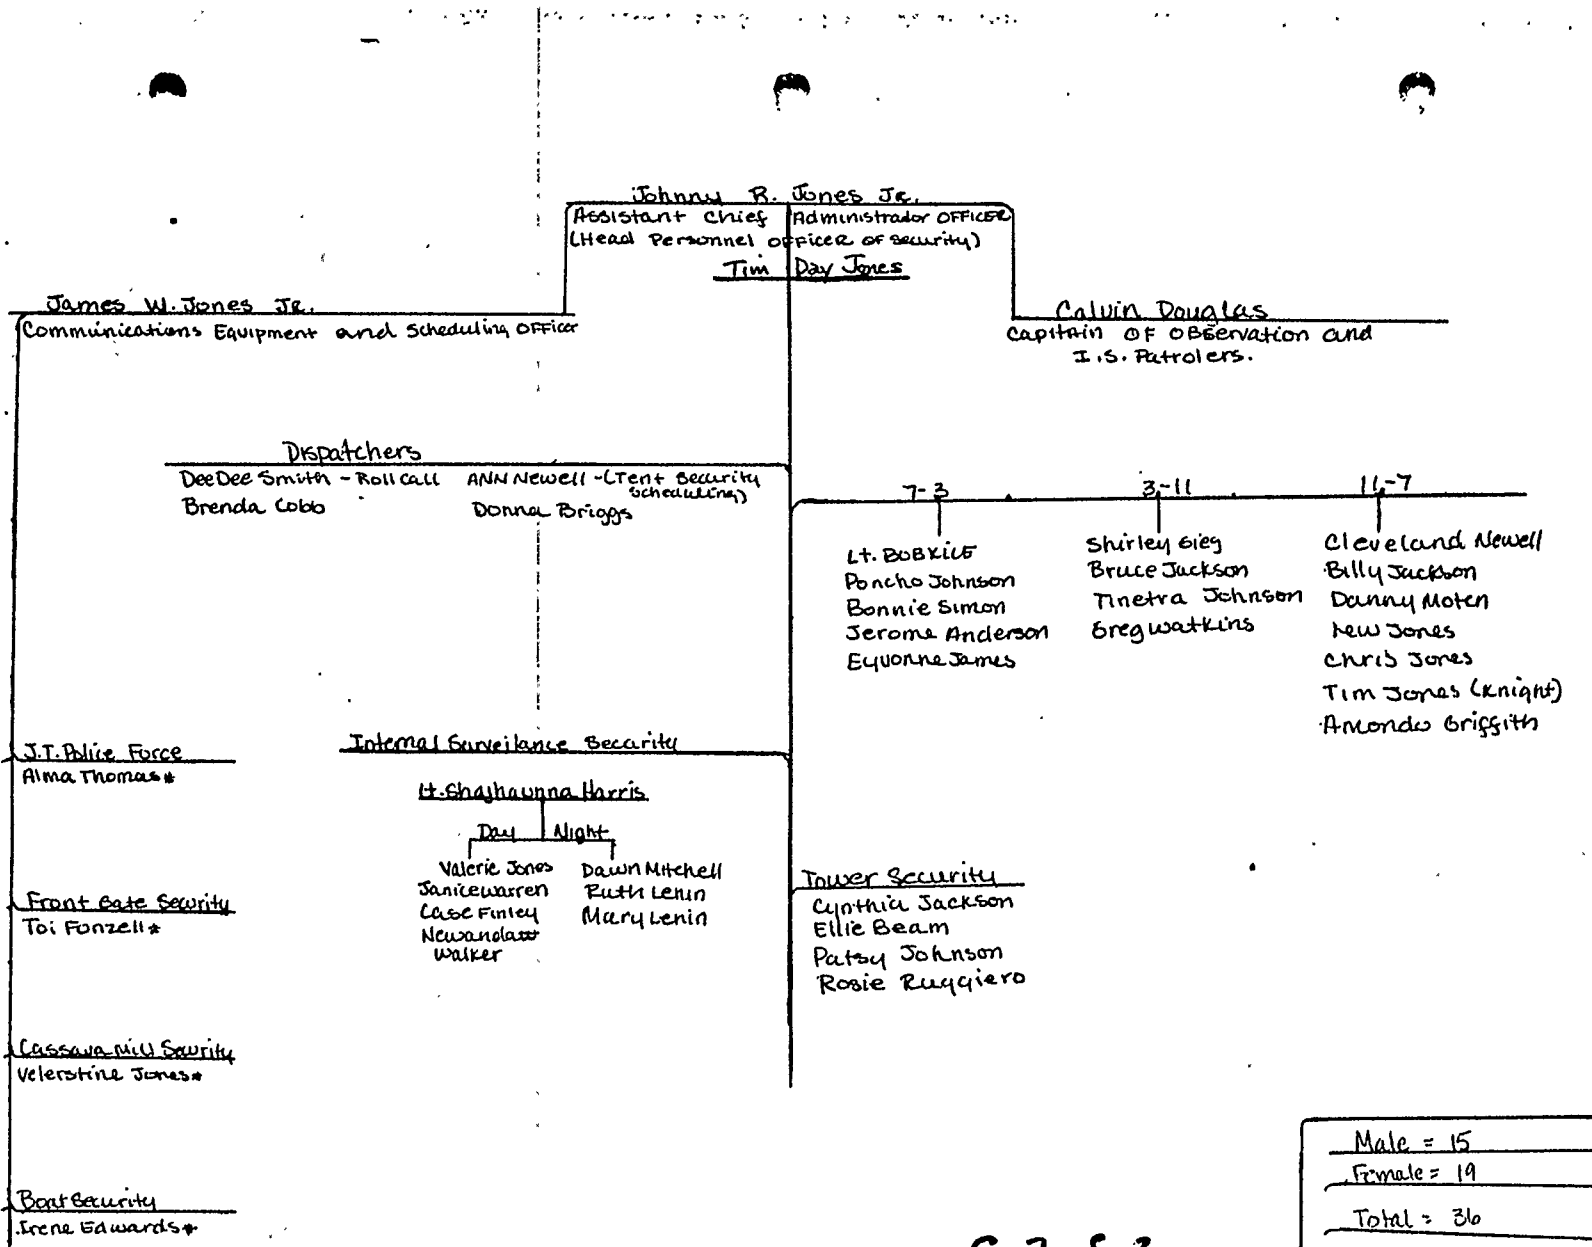 Johnny R. Jones Jr.
Assistant Chief Administrador Officer
(Head Personnel officer of security)
Tim Day Jones
James W. Jones Jr.
Communications Equipment and Scheduling Officer
Calvin Douglas
Capitain of OBSErvation and
I.S. Patrolers.
Dispatchers
DeeDee Smith - Roll call
Brenda Cobb
ANN Newell - (Tent Security
Scheduling)
Donna Briggs
7-3
Lt. BOBKICE
Poncho Johnson
Bonnie Simon
Jerome Anderson
Eyvonne James
3-11
Shirley Gieg
Bruce Jackson
Tinetra Johnson
Greg Watkins
11-7
Cleveland Newell
Billy Jackson
Danny Moten
Lew Jones
Chris Jones
Tim Jones (Knight)
Amondo Griffith
J.T. Police Force
Alma Thomas*
Front Gate Security
Toi Fonzell*
Cassava Mill Security
Velerstine Jones*
Boat Security
Irene Edwards*
Internal Surveilance Security
Lt. Shajhaunna Harris
Day
Valerie Jones
Janice Warren
Case Finley
Newandatt
Walker
Night
Dawn Mitchell
Ruth Lenin
Mary Lenin
Tower Security
Cynthia Jackson
Ellie Beam
Patsy Johnson
Rosie Ruggiero
Male = 15
Female = 19
Total = 36